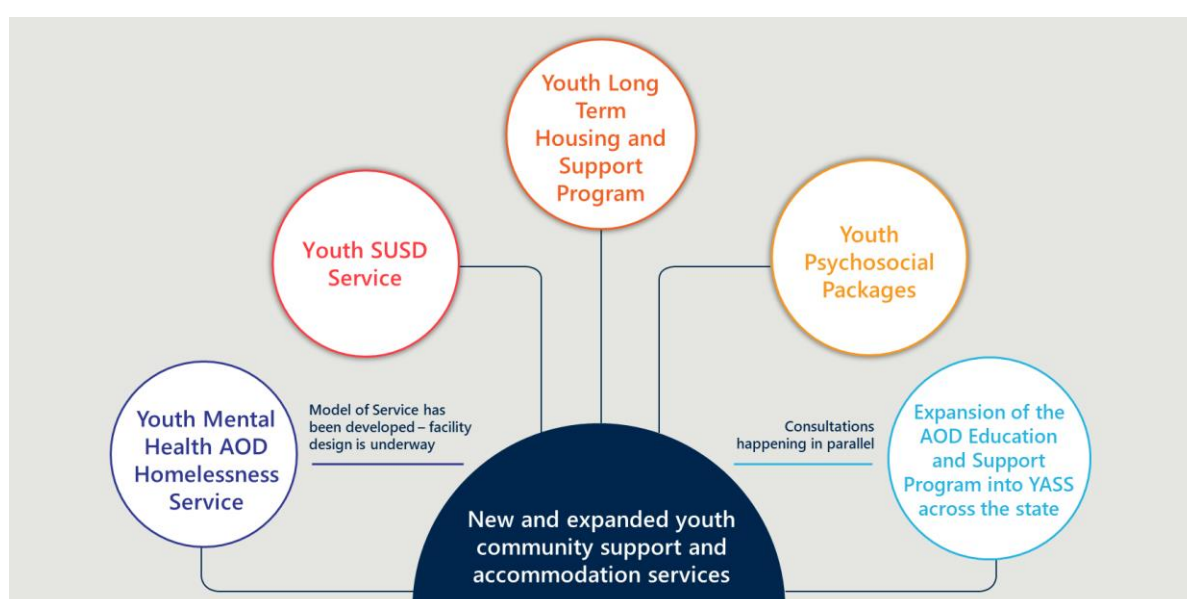 Youth Long
Term
Housing and
Support
Program
Youth SUSD
Service
Youth
Psychosocial
Packages
Youth Mental
Health AOD
Homelessness
Service
Model of Service has
been developed – facility
design is underway
Consultations
happening in parallel
Expansion of the
AOD Education
and Support
Program into YASS
across the state
New and expanded youth
community support and
accommodation services